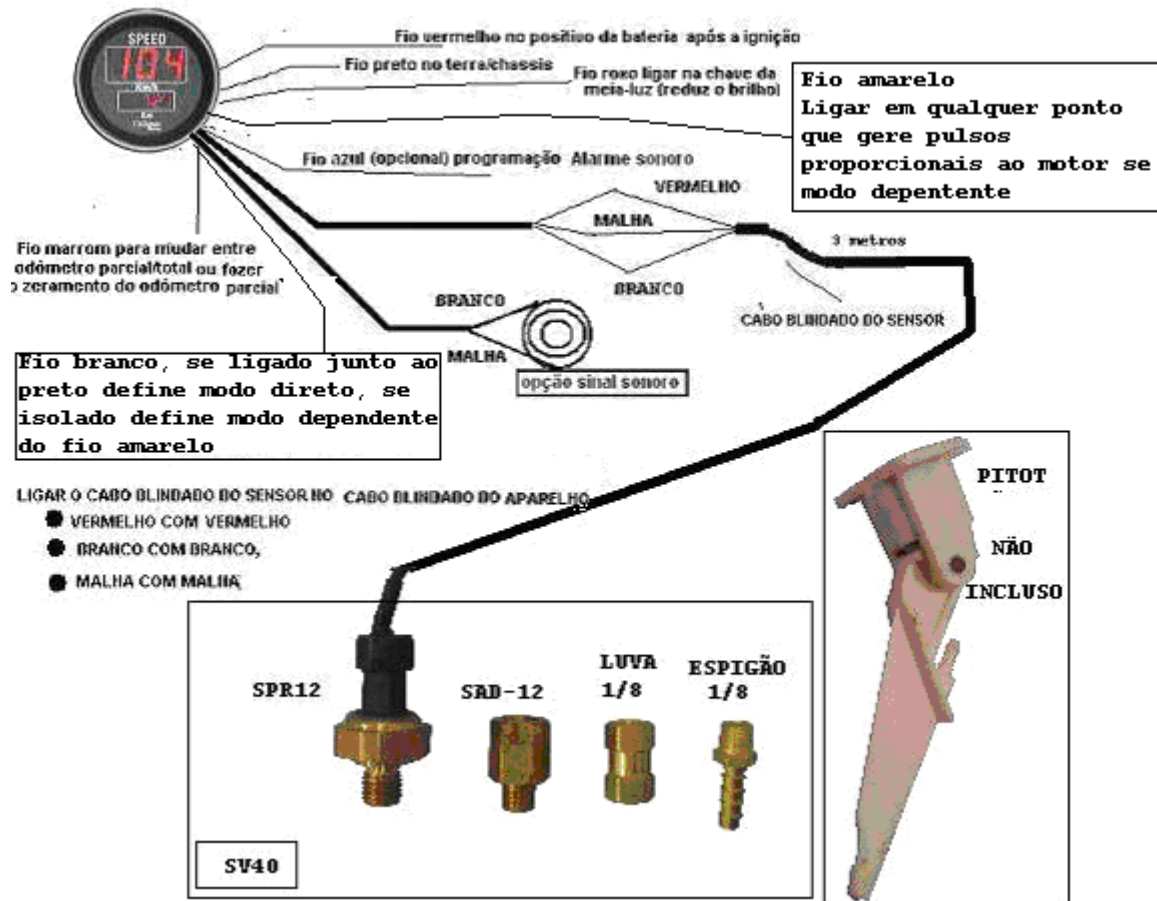 SPEED
104
Km/h
Fio vermelho no positivo da bateria após a ignição
Fio preto no terra/chassis
Fio roxo ligar na chave da
meia-luz (reduz o brilho)
Fio amarelo
Ligar em qualquer ponto
que gere pulsos
proporcionais ao motor se
modo depentente
Fio azul (opcional) programação Alarme sonoro
VERMELHO
MALHA
BRANCO
3 metros
CABO BLINDADO DO SENSOR
Fio marrom para mudar entre
odômetro parcial/total ou fazer
o zeramento do odômetro parcial
BRANCO
MALHA
opção sinal sonoro
Fio branco, se ligado junto ao
preto define modo direto, se
isolado define modo dependente
do fio amarelo
LIGAR O CABO BLINDADO DO SENSOR NO CABO BLINDADO DO APARELHO
VERMELHO COM VERMELHO
BRANCO COM BRANCO,
MALHA COM MALHA
PITOT
NÃO
INCLUSO
SPR12
SAD-12
LUVA
1/8
ESPIGÃO
1/8
SV40